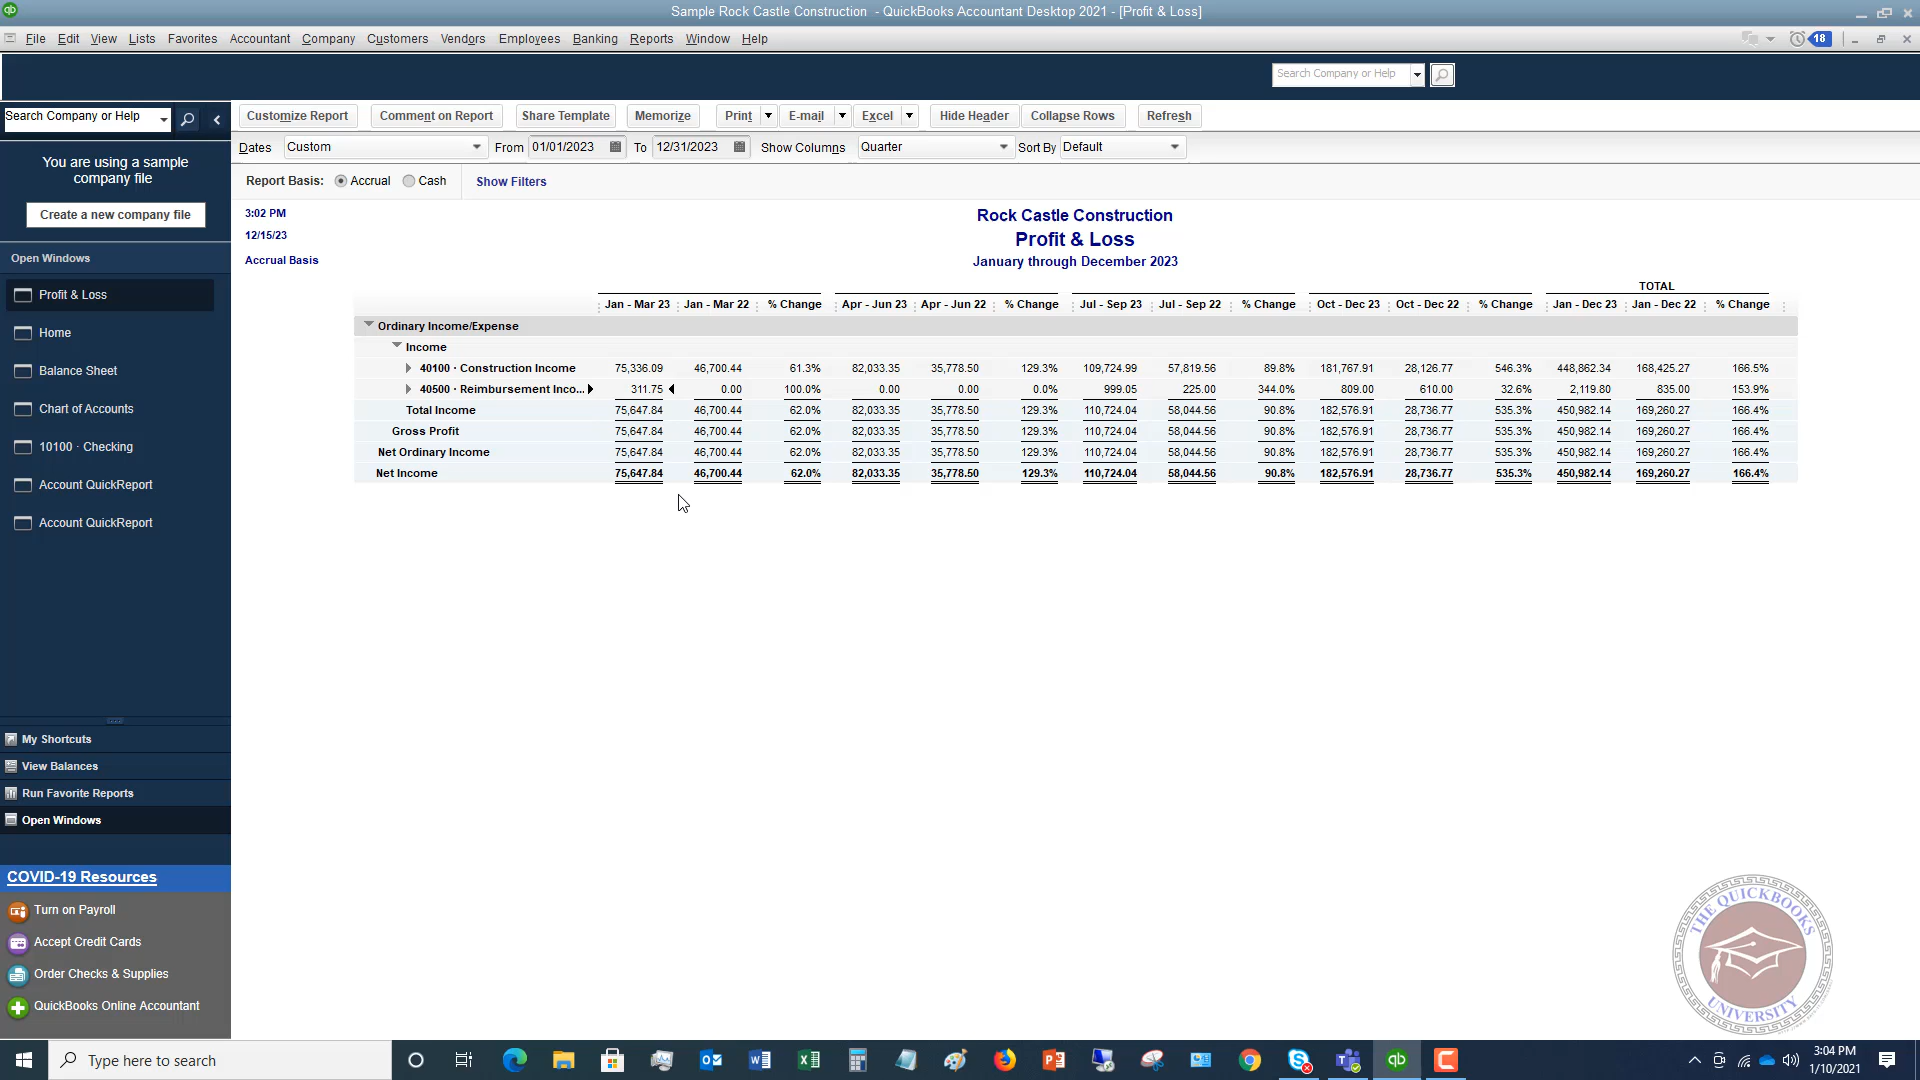 Sample Rock Castle Construction - QuickBooks Accountant Desktop 2021 - [Profit & Loss]
File Edit View Lists Favorites Accountant Company Customers Vendors Employees Banking Reports Window Help
18
Search Company or Help
Search Company or Help
Customize Report Comment on Report Share Template Memorize Print E-mail Excel Hide Header Collapse Rows Refresh
Dates Custom From 01/01/2023 To 12/31/2023 Show Columns Quarter Sort By Default
Report Basis: Accrual Cash Show Filters
You are using a sample
company file
Create a new company file
Open Windows
Profit & Loss
Home
Balance Sheet
Chart of Accounts
10100 · Checking
Account QuickReport
Account QuickReport
My Shortcuts
View Balances
Run Favorite Reports
Open Windows
COVID-19 Resources
Turn on Payroll
Accept Credit Cards
Order Checks & Supplies
QuickBooks Online Accountant
3:02 PM
12/15/23
Accrual Basis
Rock Castle Construction
Profit & Loss
January through December 2023
TOTAL
Jan - Mar 23 Jan - Mar 22 % Change Apr - Jun 23 Apr - Jun 22 % Change Jul - Sep 23 Jul - Sep 22 % Change Oct - Dec 23 Oct - Dec 22 % Change Jan - Dec 23 Jan - Dec 22 % Change
Ordinary Income/Expense
Income
40100 · Construction Income 75,336.09 46,700.44 61.3% 82,033.35 35,778.50 129.3% 109,724.99 57,819.56 89.8% 181,767.91 28,126.77 546.3% 448,862.34 168,425.27 166.5%
40500 · Reimbursement Inco... 311.75 0.00 100.0% 0.00 0.00 0.0% 999.05 225.00 344.0% 809.00 610.00 32.6% 2,119.80 835.00 153.9%
Total Income 75,647.84 46,700.44 62.0% 82,033.35 35,778.50 129.3% 110,724.04 58,044.56 90.8% 182,576.91 28,736.77 535.3% 450,982.14 169,260.27 166.4%
Gross Profit 75,647.84 46,700.44 62.0% 82,033.35 35,778.50 129.3% 110,724.04 58,044.56 90.8% 182,576.91 28,736.77 535.3% 450,982.14 169,260.27 166.4%
Net Ordinary Income 75,647.84 46,700.44 62.0% 82,033.35 35,778.50 129.3% 110,724.04 58,044.56 90.8% 182,576.91 28,736.77 535.3% 450,982.14 169,260.27 166.4%
Net Income 75,647.84 46,700.44 62.0% 82,033.35 35,778.50 129.3% 110,724.04 58,044.56 90.8% 182,576.91 28,736.77 535.3% 450,982.14 169,260.27 166.4%
THE QUICKBOOKS
UNIVERSITY
Type here to search
3:04 PM
1/10/2021